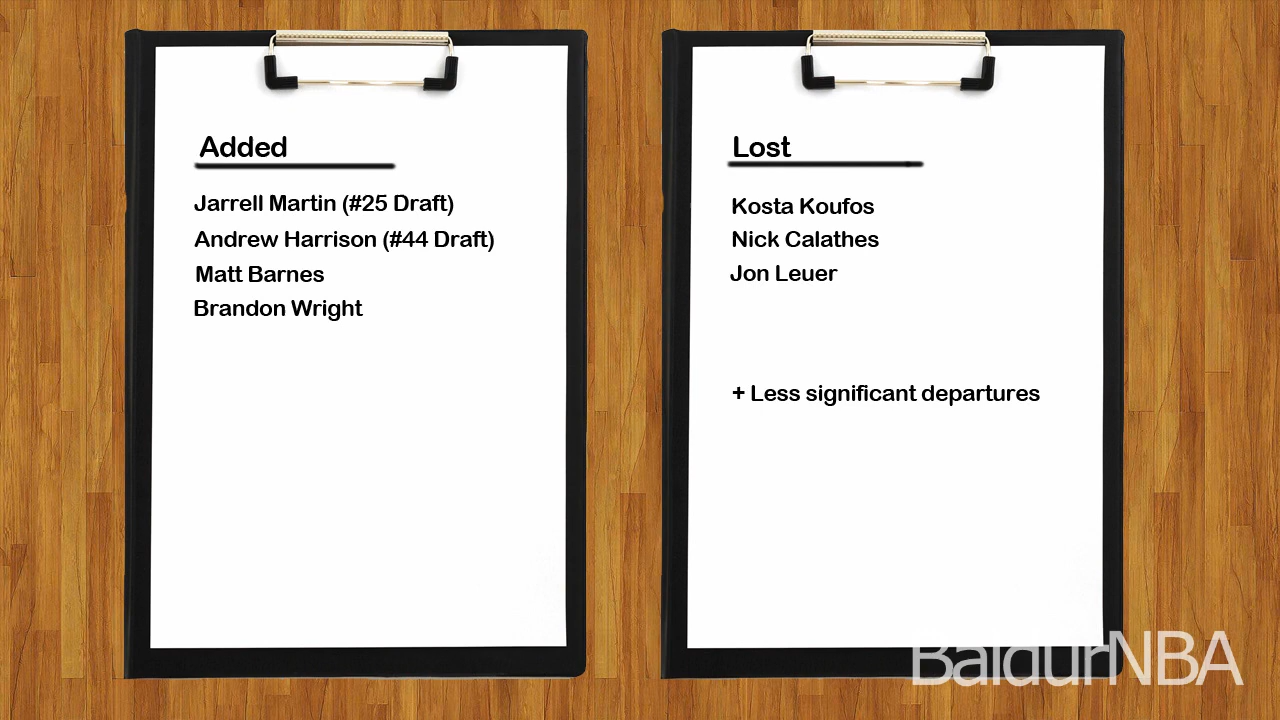 Added
Jarrell Martin (#25 Draft)
Andrew Harrison (#44 Draft)
Matt Barnes
Brandon Wright
Lost
Kosta Koufos
Nick Calathes
Jon Leuer
+ Less significant departures
BaldurNBA